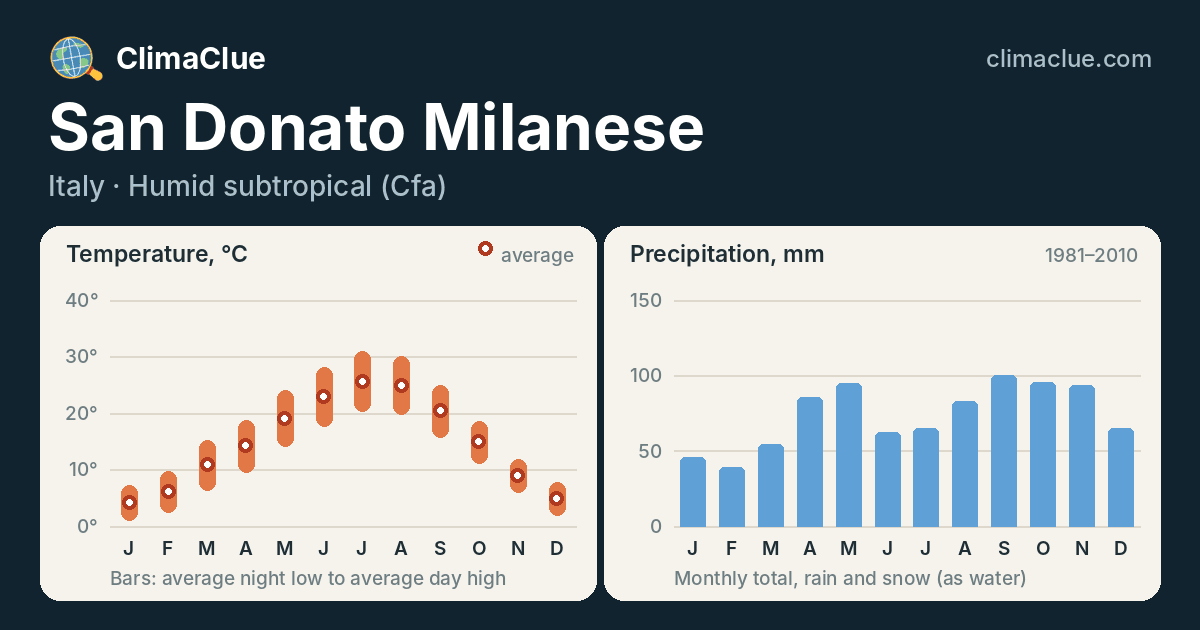 ClimaClue
climaclue.com
San Donato Milanese
Italy · Humid subtropical (Cfa)
Temperature, °C
average
40°
30°
20°
10°
0°
J F M A M J J A S O N D
Bars: average night low to average day high
Precipitation, mm
1981–2010
150
100
50
0
J F M A M J J A S O N D
Monthly total, rain and snow (as water)